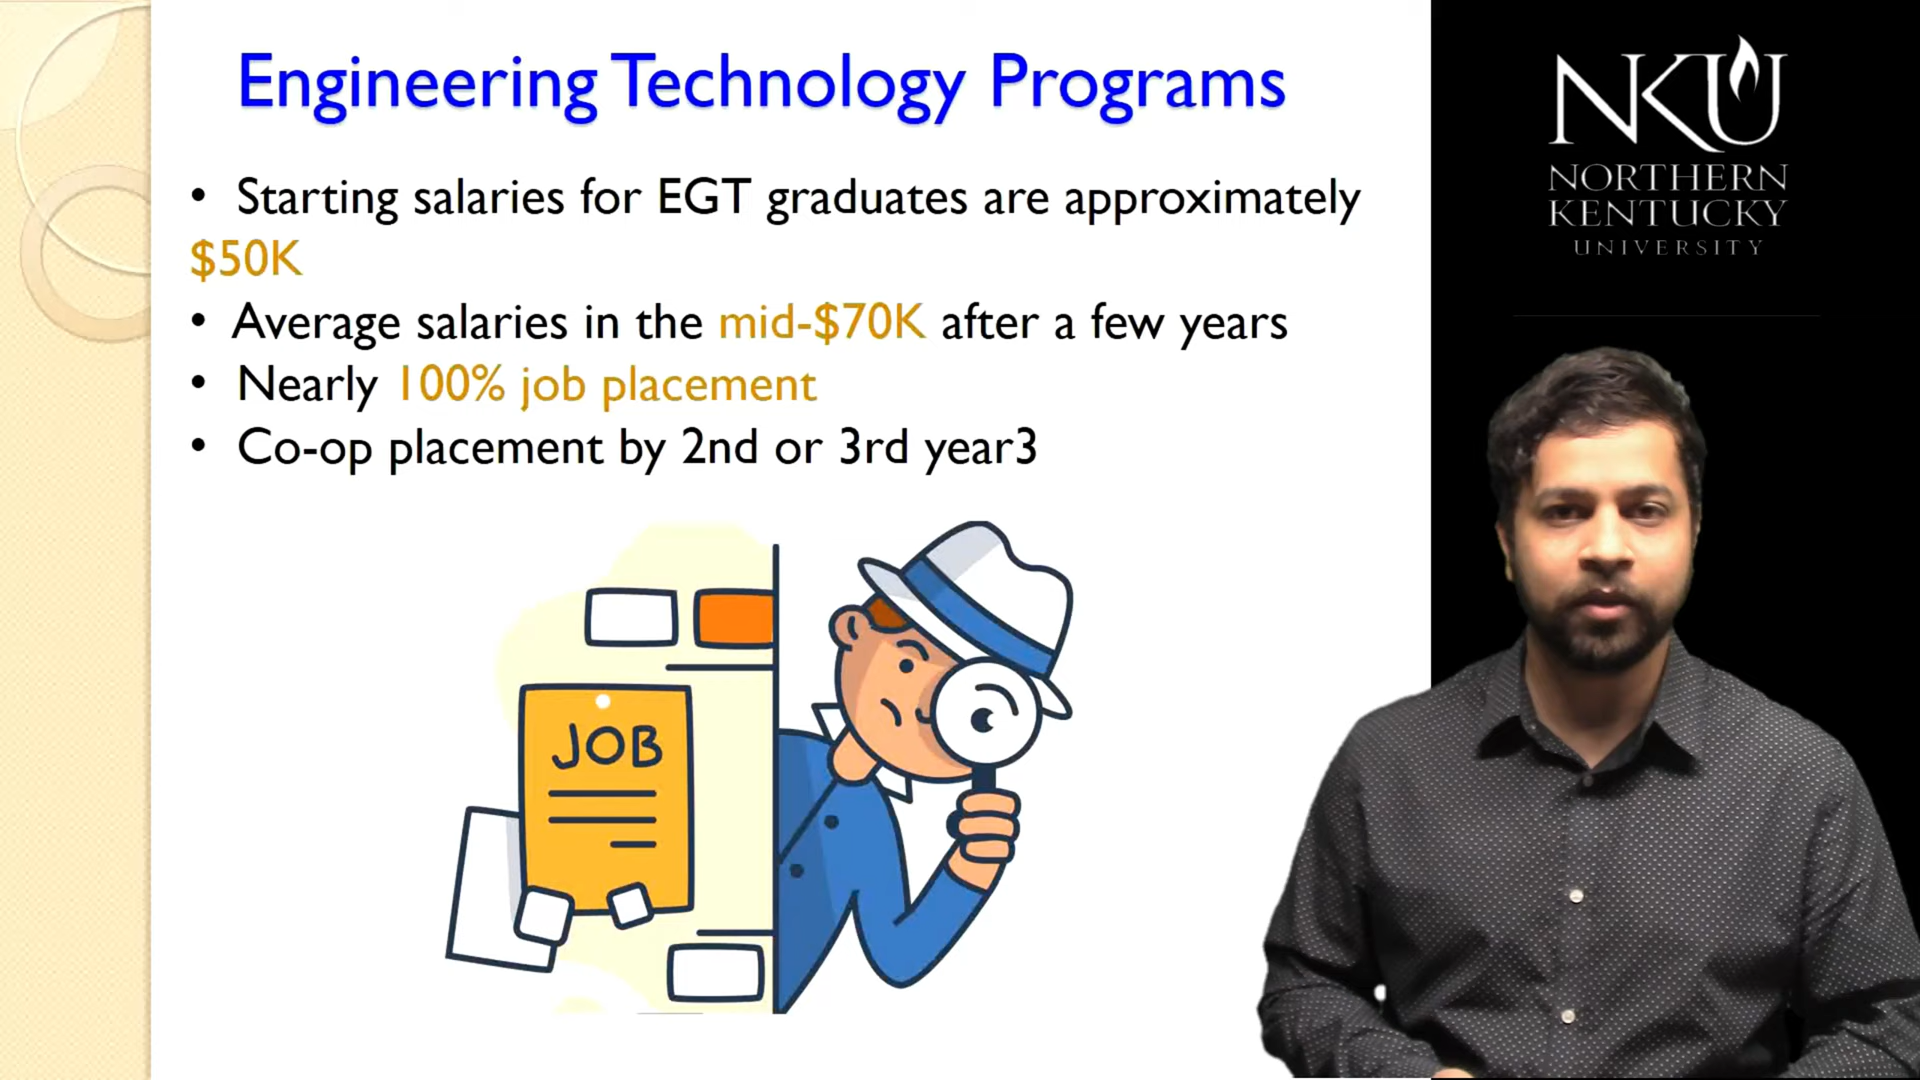 Engineering Technology Programs
• Starting salaries for EGT graduates are approximately
$50K
• Average salaries in the mid-$70K after a few years
• Nearly 100% job placement
• Co-op placement by 2nd or 3rd year3
JOB
NKU
NORTHERN
KENTUCKY
UNIVERSITY